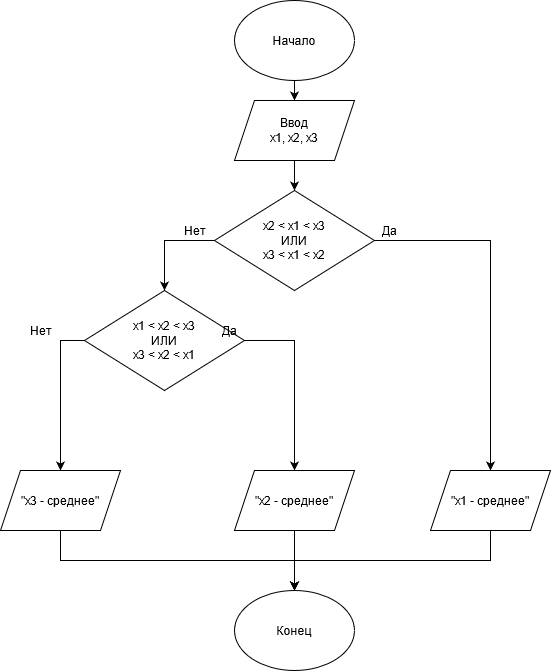 Начало
Ввод
x1, x2, x3
x2 < x1 < x3
ИЛИ
x3 < x1 < x2
Нет
Да
x1 < x2 < x3
ИЛИ
x3 < x2 < x1
Нет
Да
"x3 - среднее"
"x2 - среднее"
"x1 - среднее"
Конец